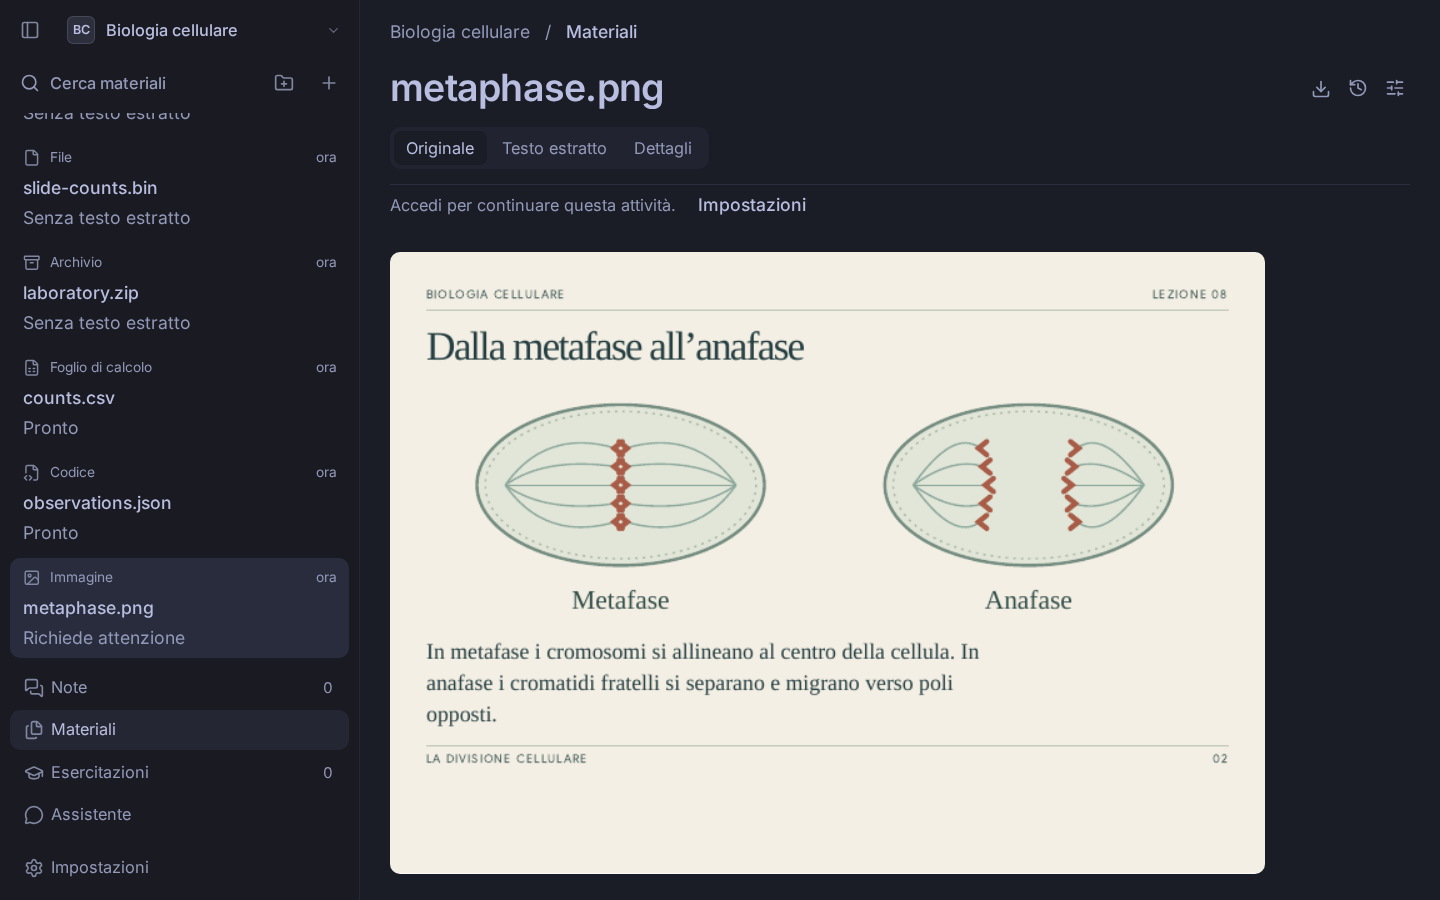 BC Biologia cellulare
Cerca materiali
Senza testo estratto
File ora
slide-counts.bin
Senza testo estratto
Archivio ora
laboratory.zip
Senza testo estratto
Foglio di calcolo ora
counts.csv
Pronto
Codice ora
observations.json
Pronto
Immagine ora
metaphase.png
Richiede attenzione
Note 0
Materiali
Esercitazioni 0
Assistente
Impostazioni
Biologia cellulare / Materiali
metaphase.png
Originale Testo estratto Dettagli
Accedi per continuare questa attività. Impostazioni
BIOLOGIA CELLULARE LEZIONE 08
Dalla metafase all’anafase
Metafase Anafase
In metafase i cromosomi si allineano al centro della cellula. In
anafase i cromatidi fratelli si separano e migrano verso poli
opposti.
LA DIVISIONE CELLULARE 02